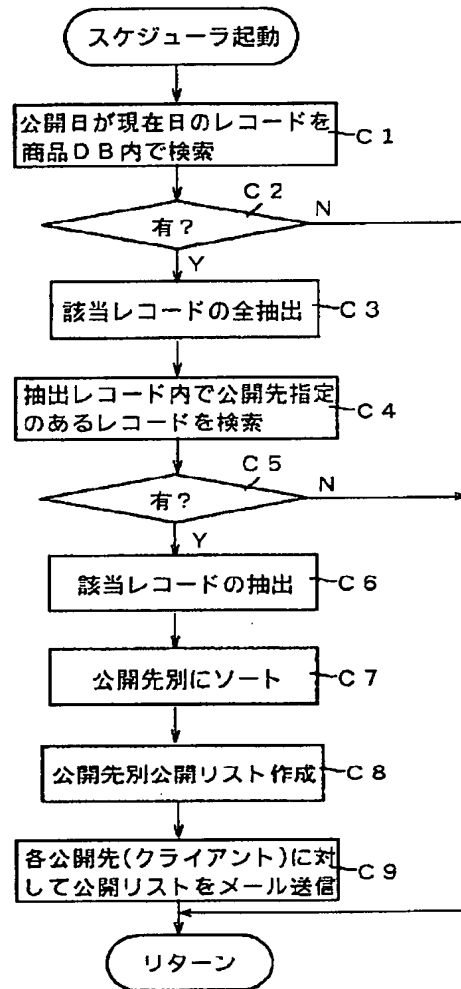 スケジューラ起動
公開日が現在日のレコードを
商品DB内で検索
C1
C2
有?
N
Y
該当レコードの全抽出
C3
抽出レコード内で公開先指定
のあるレコードを検索
C4
C5
有?
N
Y
該当レコードの抽出
C6
公開先別にソート
C7
公開先別公開リスト作成
C8
各公開先(クライアント)に対
して公開リストをメール送信
C9
リターン